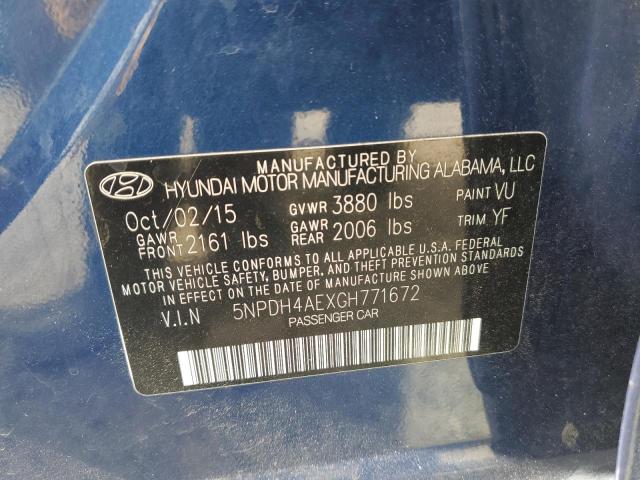 MANUFACTURED BY
HYUNDAI MOTOR MANUFACTURING ALABAMA, LLC
Oct/02/15 GVWR 3880 lbs PAINT VU
GAWR FRONT 2161 lbs GAWR REAR 2006 lbs TRIM YF
THIS VEHICLE CONFORMS TO ALL APPLICABLE U.S.A. FEDERAL
MOTOR VEHICLE SAFETY, BUMPER, AND THEFT PREVENTION
STANDARDS IN EFFECT ON THE DATE OF MANUFACTURE SHOWN ABOVE.
V.I.N 5NPDH4AEXGH771672
PASSENGER CAR